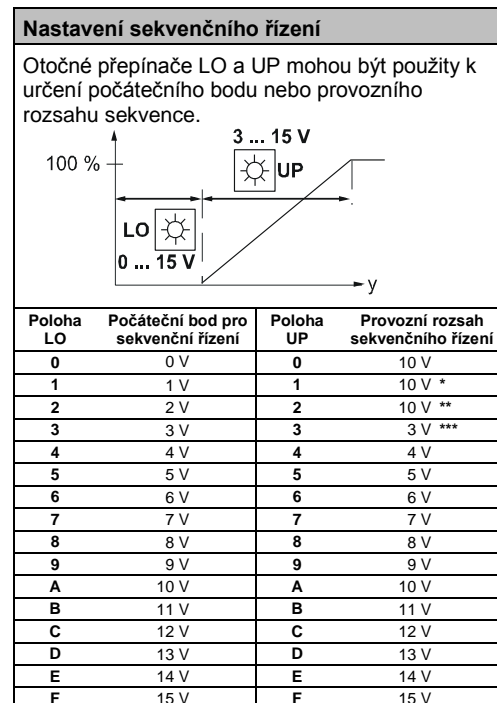 Nastavení sekvenčního řízení
Otočné přepínače LO a UP mohou být použity k
určení počátečního bodu nebo provozního
rozsahu sekvence.
3 ... 15 V
100 %
UP
LO
0 ... 15 V
y
Poloha LO Počáteční bod pro sekvenční řízení Poloha UP Provozní rozsah sekvenčního řízení
0 0 V 0 10 V
1 1 V 1 10 V *
2 2 V 2 10 V **
3 3 V 3 3 V ***
4 4 V 4 4 V
5 5 V 5 5 V
6 6 V 6 6 V
7 7 V 7 7 V
8 8 V 8 8 V
9 9 V 9 9 V
A 10 V A 10 V
B 11 V B 11 V
C 12 V C 12 V
D 13 V D 13 V
E 14 V E 14 V
F 15 V F 15 V